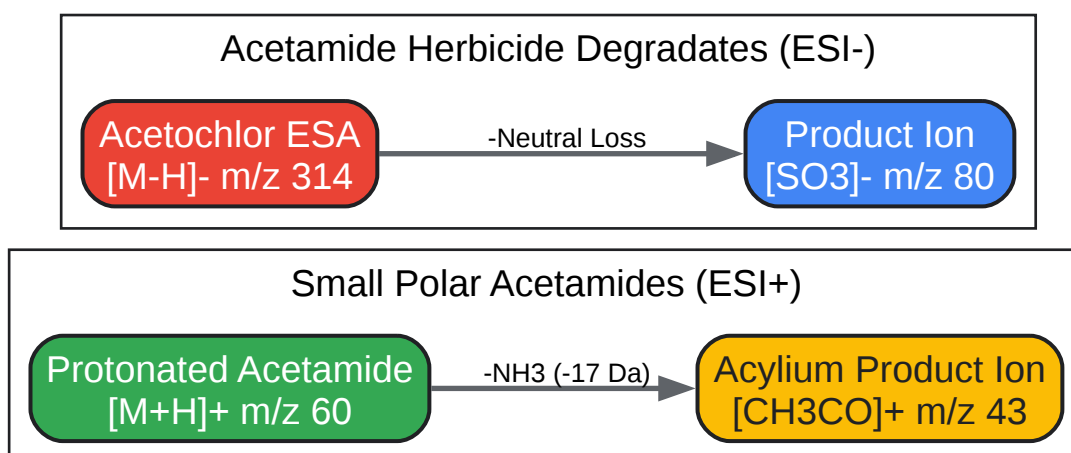 Acetamide Herbicide Degradates (ESI-)
Acetochlor ESA
[M-H]- m/z 314
-Neutral Loss
Product Ion
[SO3]- m/z 80
Small Polar Acetamides (ESI+)
Protonated Acetamide
[M+H]+ m/z 60
-NH3 (-17 Da)
Acylium Product Ion
[CH3CO]+ m/z 43